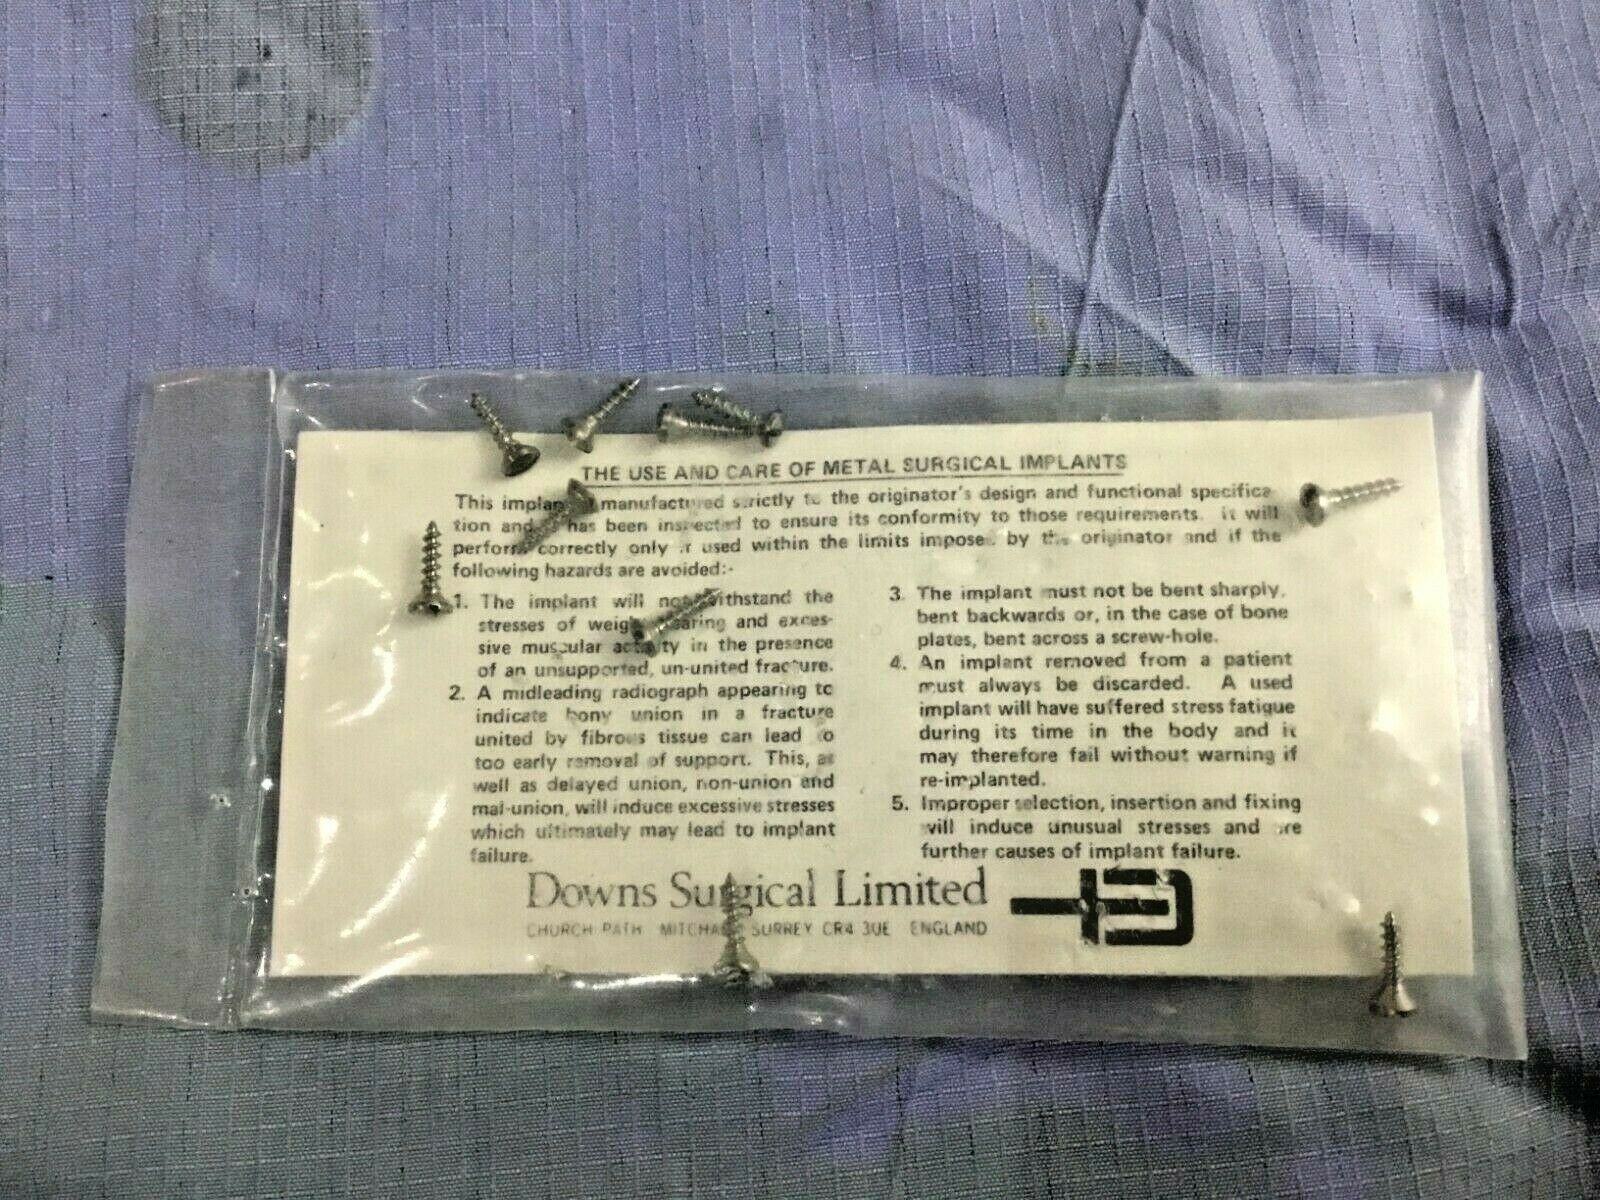 THE USE AND CARE OF METAL SURGICAL IMPLANTS
This manufactured strictly to the originator's design and functional specifica
tion and has been inspected to ensure its conformity to those requirements. It will
perform correctly only if used within the limits imposed by the originator and if the
following hazards are avoided:-
1. The implant will not withstand the
stresses of and exces-
sive muscular activity in the presence
of an unsupported, un-united fracture.
2. A midleading radiograph appearing to
indicate bony union in a fracture
united by fibrous tissue can lead to
too early removal of support. This, as
well as delayed union, non-union and
mal-union, will induce excessive stresses
which ultimately may lead to implant
failure.
3. The implant must not be bent sharply,
bent backwards or, in the case of bone
plates, bent across a screw-hole.
4. An implant removed from a patient
must always be discarded. A used
implant will have suffered stress fatigue
during its time in the body and it
may therefore fail without warning if
re-implanted.
5. Improper selection, insertion and fixing
will induce unusual stresses and are
further causes of implant failure.
Downs Surgical Limited
CHURCH PATH MITCHAM SURREY CR4 3UE ENGLAND